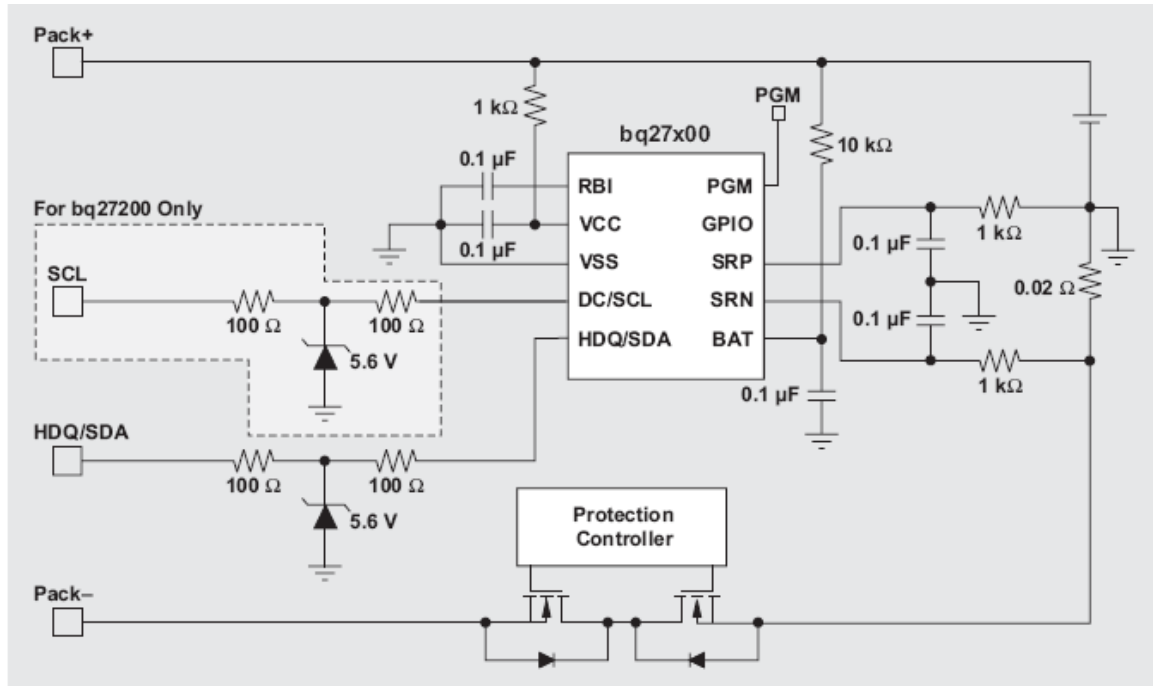 Pack+
PGM
1 kΩ
bq27x00
10 kΩ
0.1 µF
RBI
PGM
For bq27200 Only
VCC
GPIO
1 kΩ
0.1 µF
0.1 µF
VSS
SRP
SCL
DC/SCL
SRN
0.02 Ω
100 Ω
100 Ω
0.1 µF
HDQ/SDA
BAT
5.6 V
1 kΩ
0.1 µF
HDQ/SDA
100 Ω
100 Ω
5.6 V
Protection
Controller
Pack–